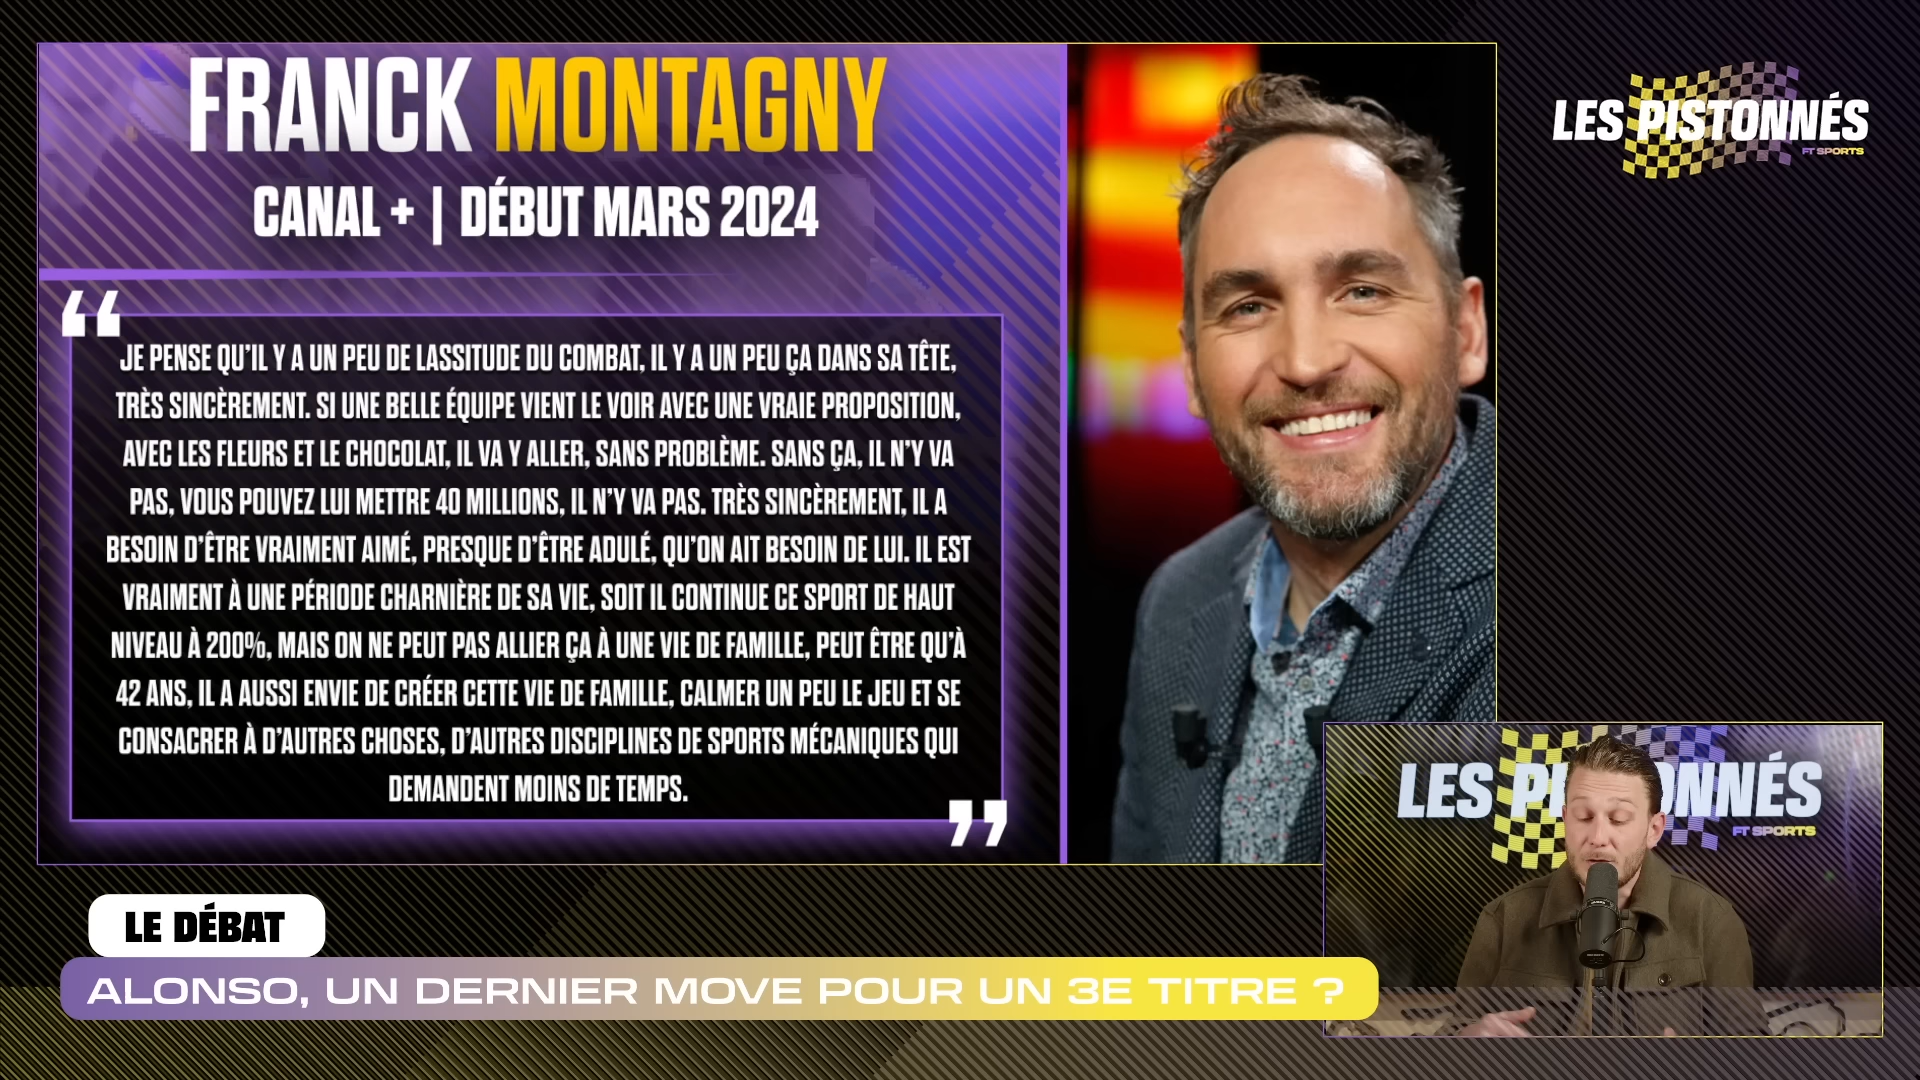 FRANCK MONTAGNY
CANAL + | DÉBUT MARS 2024
LES PISTONNÉS
FT SPORTS
“
JE PENSE QU’IL Y A UN PEU DE LASSITUDE DU COMBAT, IL Y A UN PEU ÇA DANS SA TÊTE,
TRÈS SINCÈREMENT. SI UNE BELLE ÉQUIPE VIENT LE VOIR AVEC UNE VRAIE PROPOSITION,
AVEC LES FLEURS ET LE CHOCOLAT, IL VA Y ALLER, SANS PROBLÈME. SANS ÇA, IL N’Y VA
PAS, VOUS POUVEZ LUI METTRE 40 MILLIONS, IL N’Y VA PAS. TRÈS SINCÈREMENT, IL A
BESOIN D’ÊTRE VRAIMENT AIMÉ, PRESQUE D’ÊTRE ADULÉ, QU’ON AIT BESOIN DE LUI. IL EST
VRAIMENT À UNE PÉRIODE CHARNIÈRE DE SA VIE, SOIT IL CONTINUE CE SPORT DE HAUT
NIVEAU À 200%, MAIS ON NE PEUT PAS ALLIER ÇA À UNE VIE DE FAMILLE, PEUT ÊTRE QU’À
42 ANS, IL A AUSSI ENVIE DE CRÉER CETTE VIE DE FAMILLE, CALMER UN PEU LE JEU ET SE
CONSACRER À D’AUTRES CHOSES, D’AUTRES DISCIPLINES DE SPORTS MÉCANIQUES QUI
DEMANDENT MOINS DE TEMPS.
”
LES PI ONNÉS
FT SPORTS
LE DÉBAT
ALONSO, UN DERNIER MOVE POUR UN 3E TITRE ?